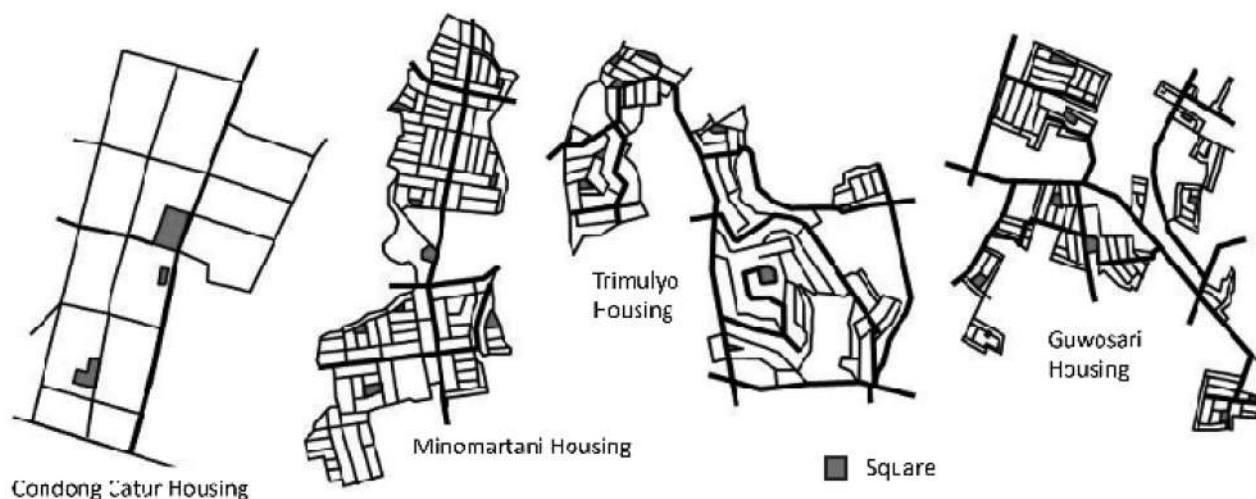 Trimulyo
Housing
Guwosari
Housing
Minomartani Housing
Square
Condong Catur Housing